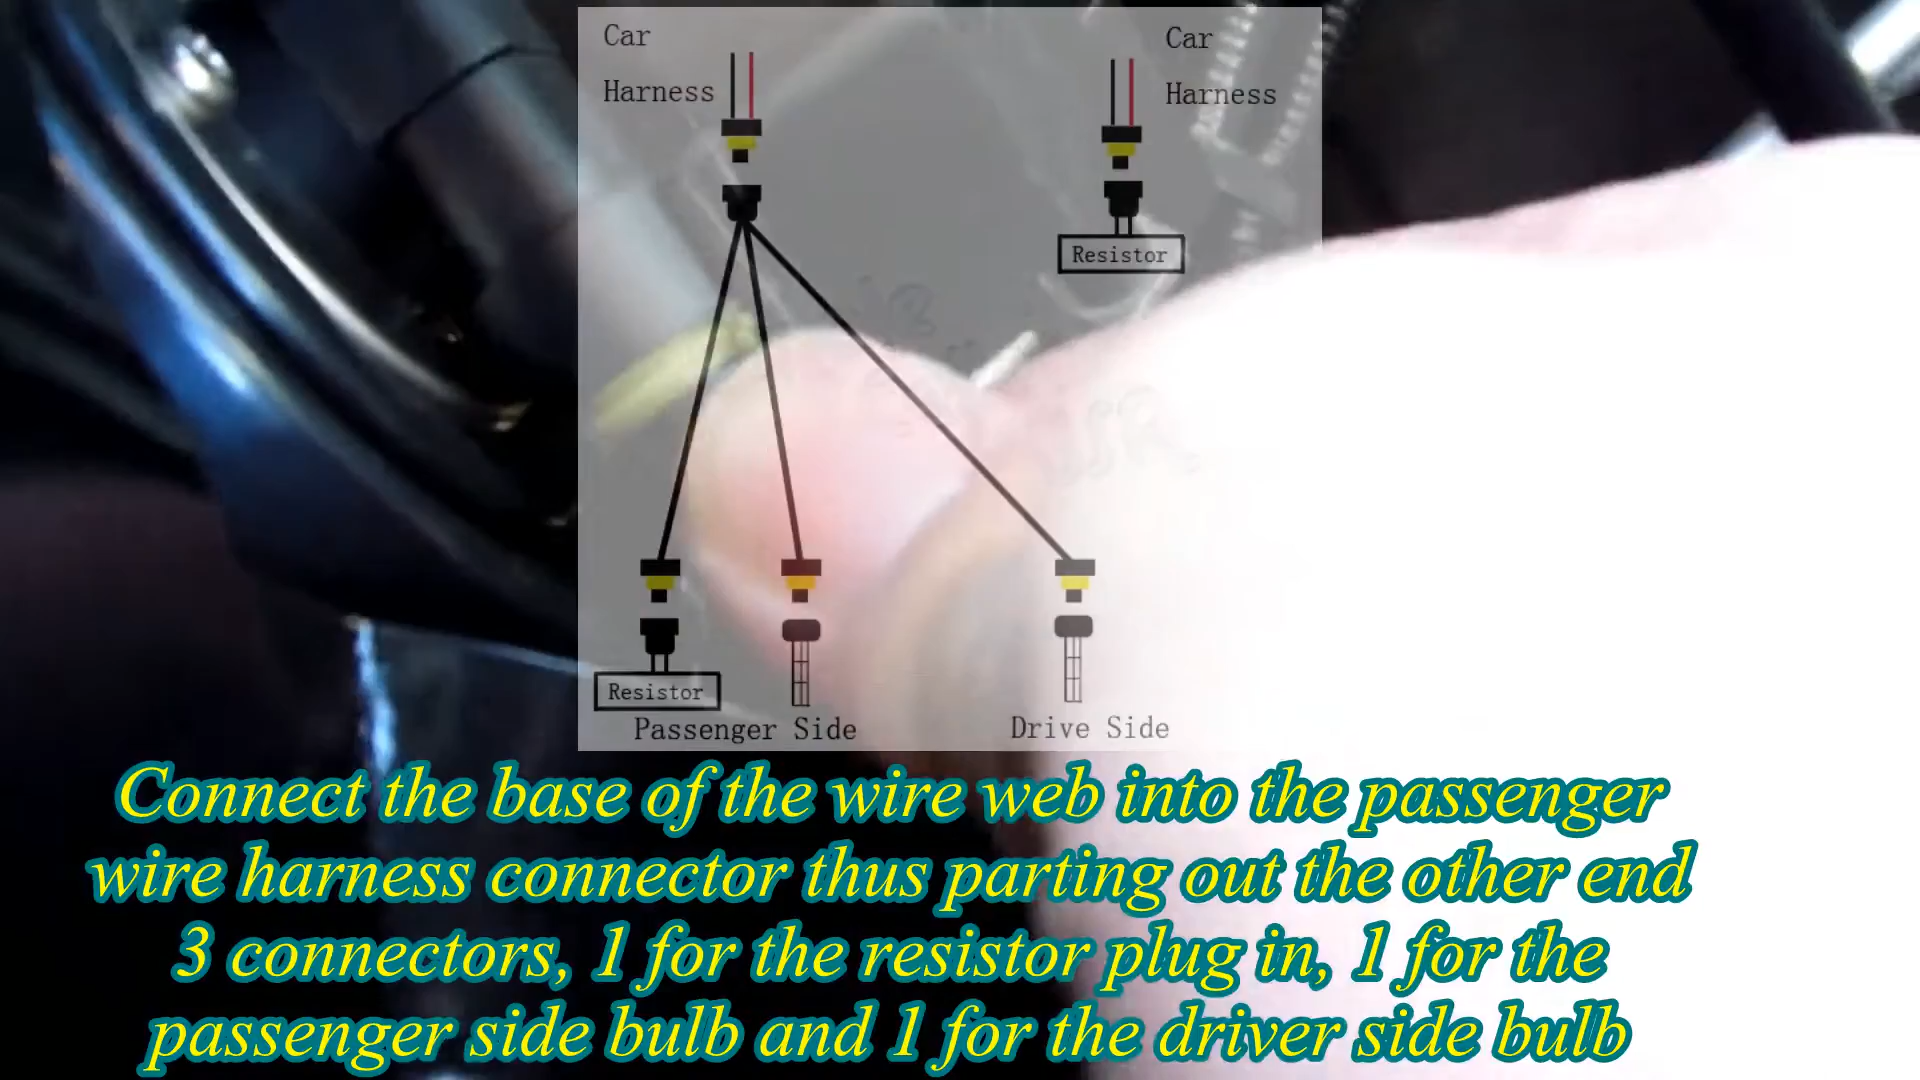 Car
Harness
Car
Harness
Resistor
Resistor
Passenger Side
Drive Side
Connect the base of the wire web into the passenger
wire harness connector thus parting out the other end
3 connectors, 1 for the resistor plug in, 1 for the
passenger side bulb and 1 for the driver side bulb